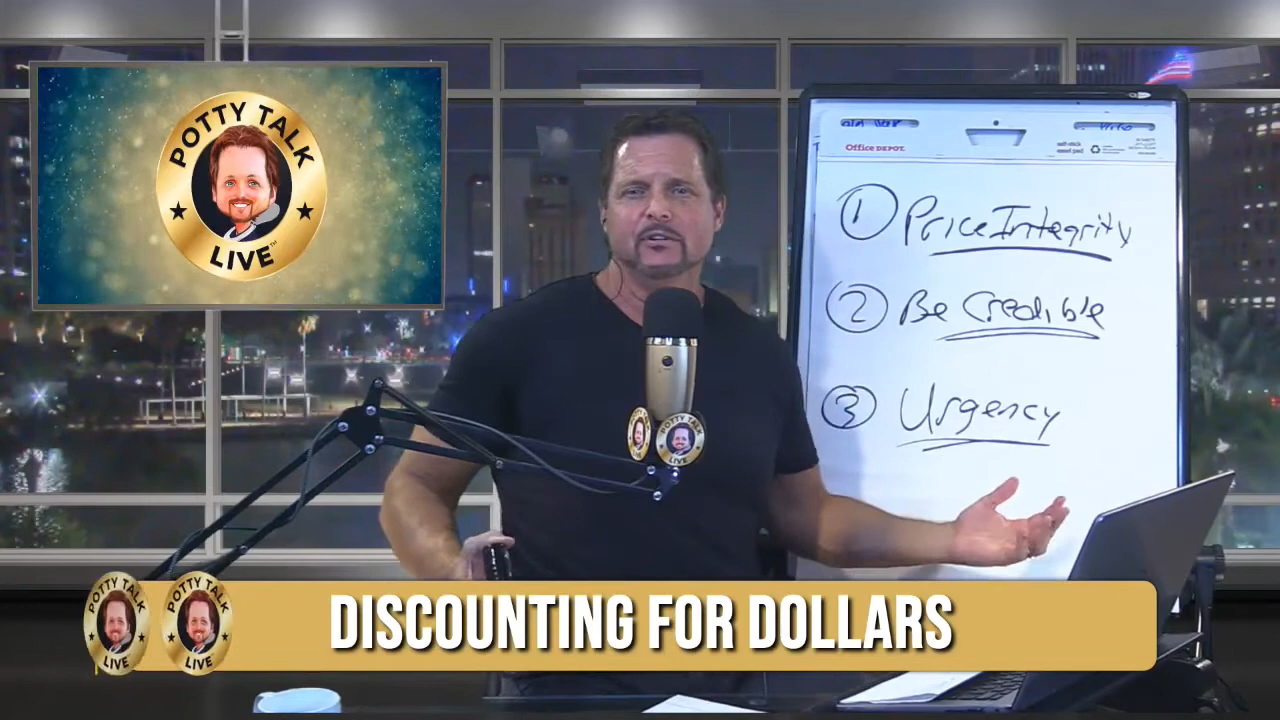 POTTY TALK
LIVE™
Office DEPOT.
① Price Integrity
② Be Credible
③ Urgency
POTTY TALK
LIVE
POTTY TALK
LIVE
POTTY TALK
LIVE
POTTY TALK
LIVE
DISCOUNTING FOR DOLLARS